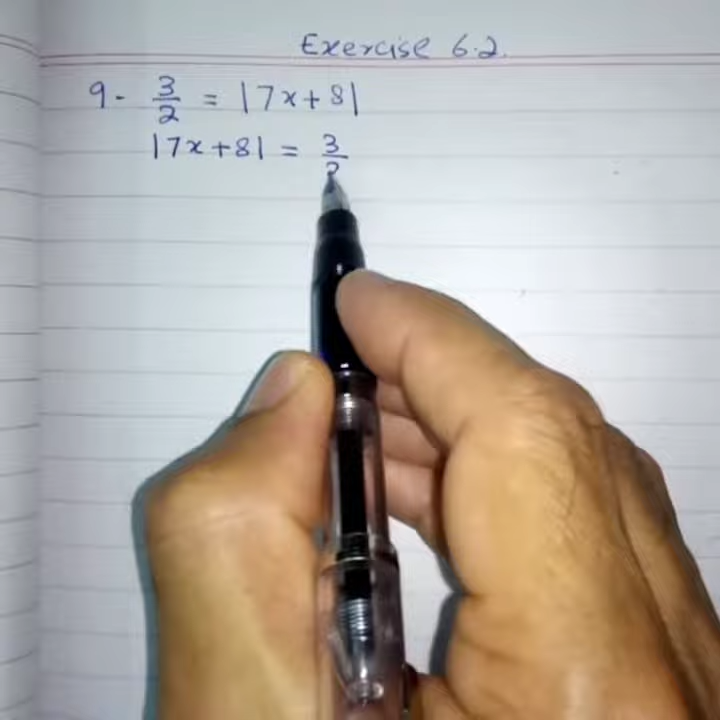 Exercise 6.2.
9- 3/2 = |7x+8|
|7x+8| = 3/2